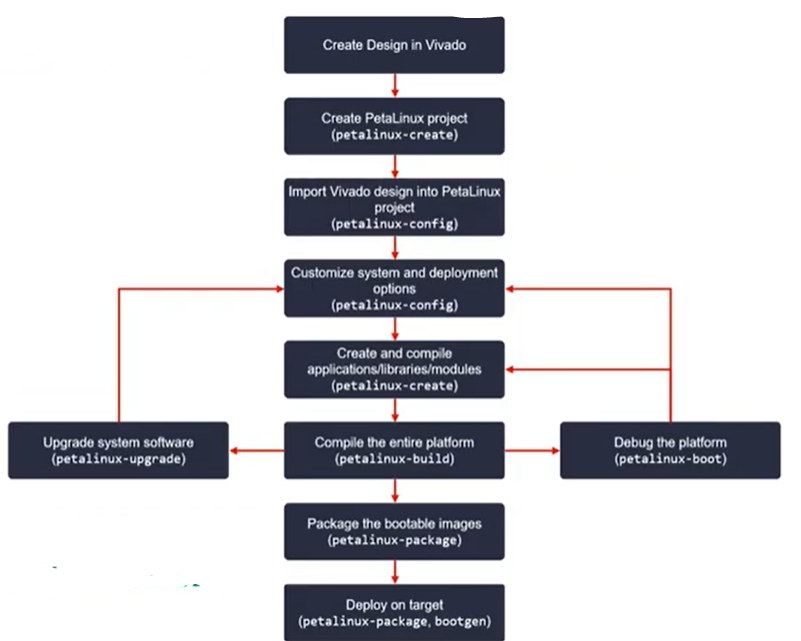 Create Design in Vivado
Create PetaLinux project
(petalinux-create)
Import Vivado design into PetaLinux
project
(petalinux-config)
Customize system and deployment
options
(petalinux-config)
Create and compile
applications/libraries/modules
(petalinux-create)
Upgrade system software
(petalinux-upgrade)
Compile the entire platform
(petalinux-build)
Debug the platform
(petalinux-boot)
Package the bootable images
(petalinux-package)
Deploy on target
(petalinux-package, bootgen)